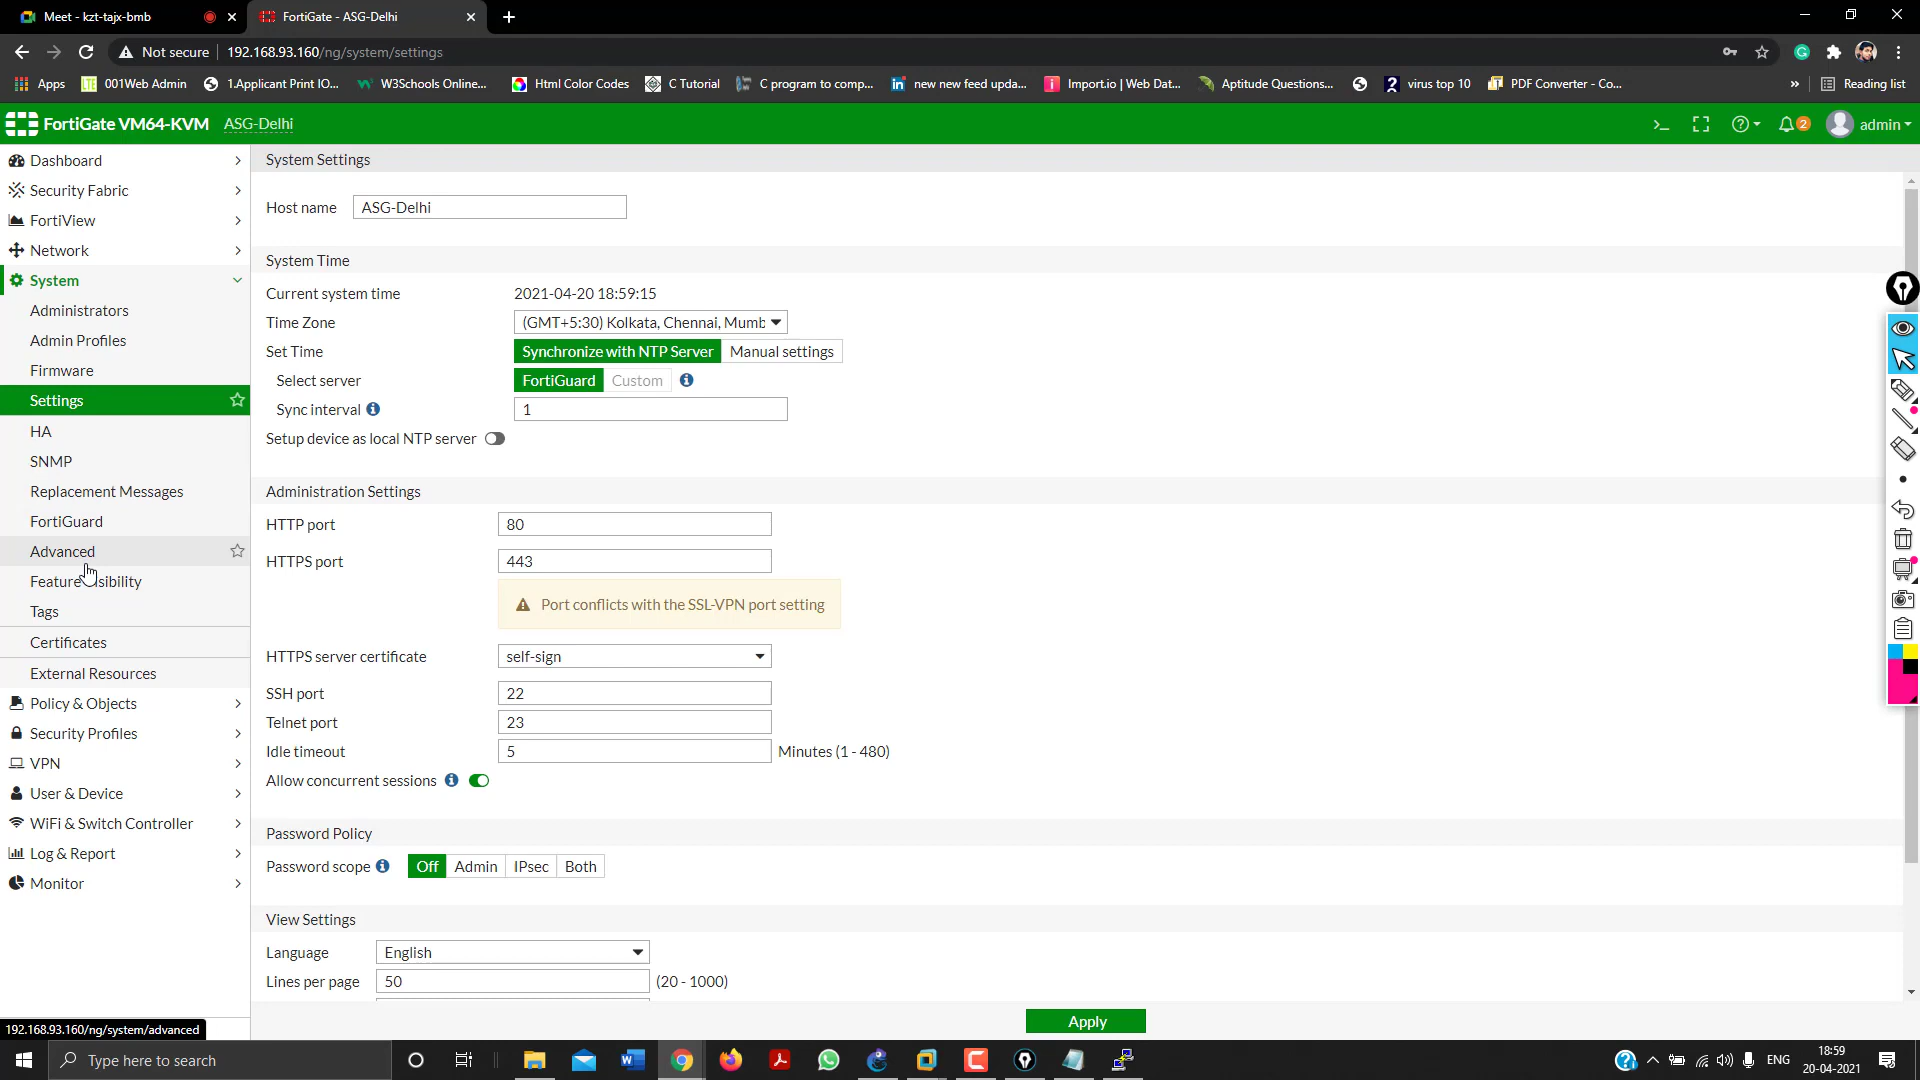 Meet - kzt-tajx-bmb
FortiGate - ASG-Delhi
Not secure
192.168.93.160/ng/system/settings
Apps
001Web Admin
1.Applicant Print IO...
W3Schools Online...
Html Color Codes
C Tutorial
C program to comp...
new new feed upda...
Import.io | Web Dat...
Aptitude Questions...
virus top 10
PDF Converter - Co...
»
Reading list
FortiGate VM64-KVM
ASG-Delhi
2
admin
Dashboard
Security Fabric
FortiView
Network
System
Administrators
Admin Profiles
Firmware
Settings
HA
SNMP
Replacement Messages
FortiGuard
Advanced
Tags
Certificates
External Resources
Policy & Objects
Security Profiles
VPN
User & Device
WiFi & Switch Controller
Log & Report
Monitor
192.168.93.160/ng/system/advanced
System Settings
Host name
ASG-Delhi
System Time
Current system time
2021-04-20 18:59:15
Time Zone
(GMT+5:30) Kolkata, Chennai, Mumb
Set Time
Synchronize with NTP Server
Manual settings
Select server
FortiGuard
Custom
Sync interval
1
Setup device as local NTP server
Administration Settings
HTTP port
80
HTTPS port
443
Port conflicts with the SSL-VPN port setting
HTTPS server certificate
self-sign
SSH port
22
Telnet port
23
Idle timeout
5
Minutes (1 - 480)
Allow concurrent sessions
Password Policy
Password scope
Off
Admin
IPsec
Both
View Settings
Language
English
Lines per page
50
(20 - 1000)
Apply
Type here to search
ENG
18:59
20-04-2021